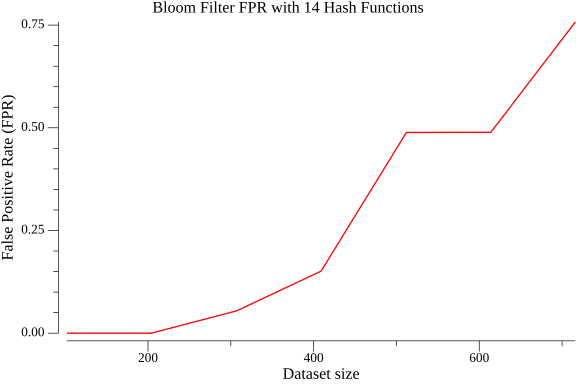 Bloom Filter FPR with 14 Hash Functions
0.75
0.50
0.25
0.00
False Positive Rate (FPR)
200
400
600
Dataset size